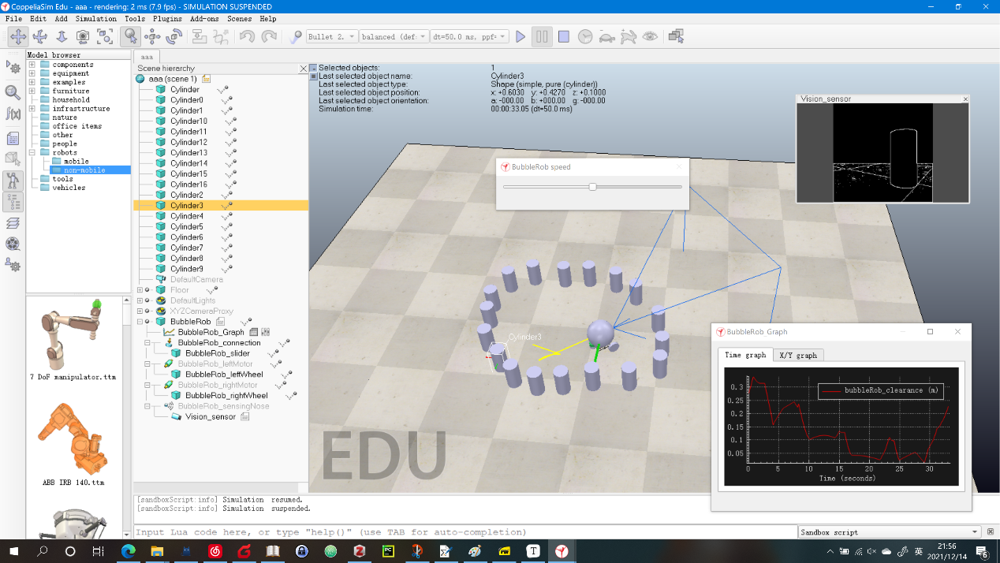 CoppeliaSim Edu - aaa - rendering: 2 ms (7.9 fps) - SIMULATION SUSPENDED
File Edit Add Simulation Tools Plugins Add-ons Scenes Help
Bullet 2. balanced (def: dt=50.0 ms, ppf=
Model browser
components
equipment
examples
furniture
household
infrastructure
nature
office items
other
people
robots
mobile
non-mobile
tools
vehicles
7 DoF manipulator.ttm
ABB IRB 140.ttm
aaa
Scene hierarchy
aaa (scene 1)
Cylinder
Cylinder0
Cylinder1
Cylinder10
Cylinder11
Cylinder12
Cylinder13
Cylinder14
Cylinder15
Cylinder16
Cylinder2
Cylinder3
Cylinder4
Cylinder5
Cylinder6
Cylinder7
Cylinder8
Cylinder9
DefaultCamera
Floor
DefaultLights
XYZCameraProxy
BubbleRob
BubbleRob_Graph
BubbleRob_connection
BubbleRob_slider
BubbleRob_leftMotor
BubbleRob_leftWheel
BubbleRob_rightMotor
BubbleRob_rightWheel
BubbleRob_sensingNose
Vision_sensor
Selected objects: 1
Last selected object name: Cylinder3
Last selected object type: Shape (simple, pure (cylinder))
Last selected object position: x: +0.6030 y: +0.4270 z: +0.1000
Last selected object orientation: a: -000.00 b: +000.00 g: -000.00
Simulation time: 00:00:33.05 (dt=50.0 ms)
Vision_sensor
BubbleRob speed
Cylinder3
EDU
BubbleRob_Graph
Time graph X/Y graph
bubbleRob_clearance (m)
0.3
0.25
0.2
0.15
0.1
0.05
0 5 10 15 20 25 30
Time (seconds)
[sandboxScript:info] Simulation resumed.
[sandboxScript:info] Simulation suspended.
Input Lua code here, or type "help()" (use TAB for auto-completion)
Sandbox script
英
21:56
2021/12/14
6